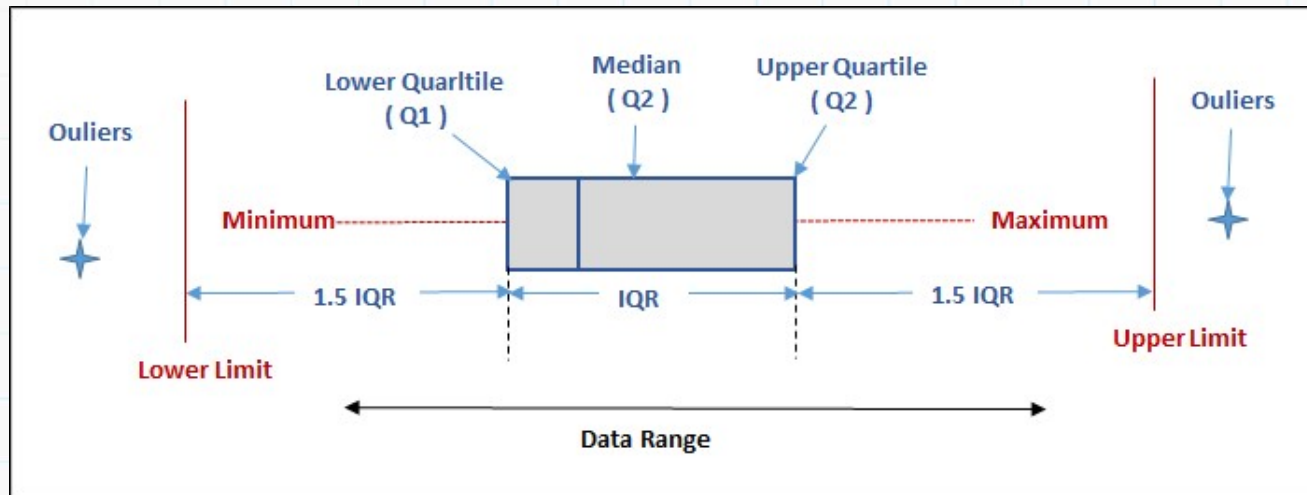 Lower Quarltile
( Q1 )
Median
( Q2 )
Upper Quartile
( Q2 )
Ouliers
Ouliers
Minimum
Maximum
1.5 IQR
IQR
1.5 IQR
Lower Limit
Upper Limit
Data Range